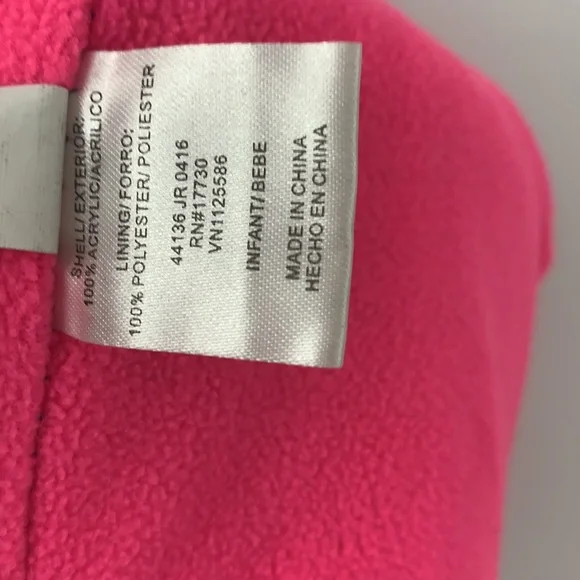 SHELL/ EXTERIOR:
100% ACRYLIC/ACRILICO
LINING/ FORRO:
100% POLYESTER/ POLIESTER
44136 JR 0416
RN#17730
VN1125586
INFANT/ BEBE
MADE IN CHINA
HECHO EN CHINA